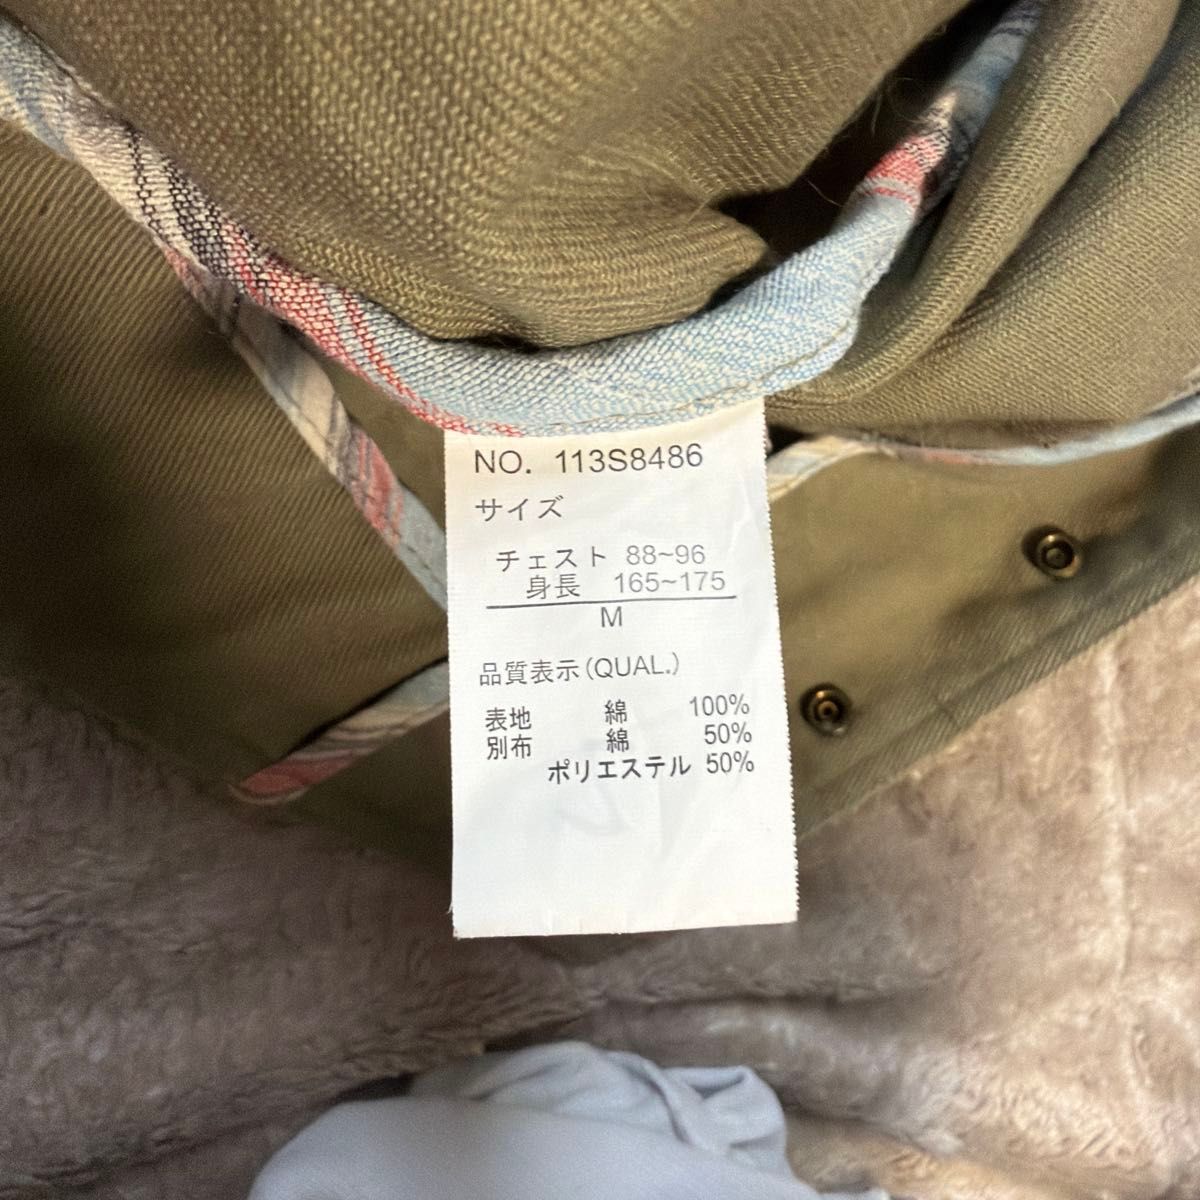 NO. 113S8486
サイズ
チェスト 88~96
身長 165~175
M
品質表示(QUAL.)
表地 綿 100%
別布 綿 50%
ポリエステル 50%